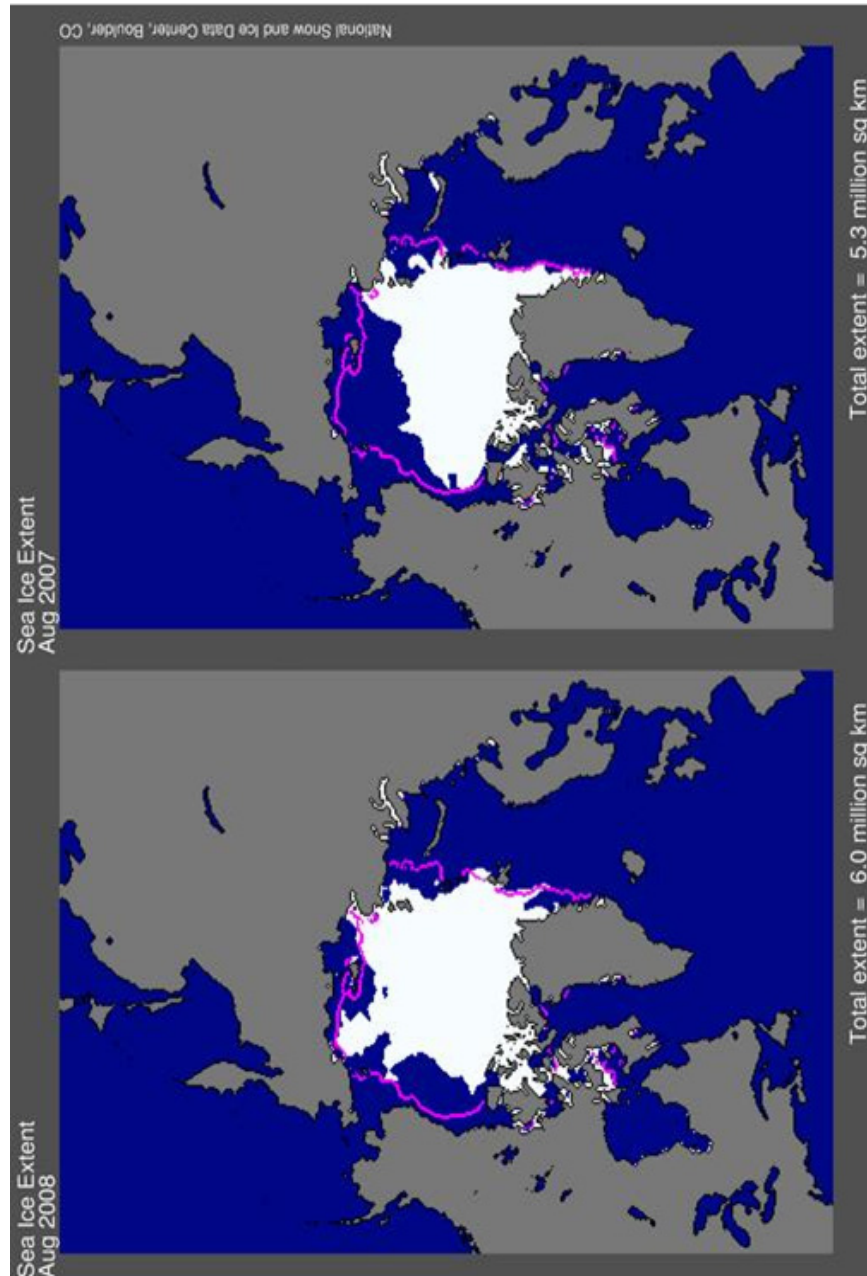 Sea Ice Extent
Aug 2008
Total extent = 6.0 million sq km
Sea Ice Extent
Aug 2007
Total extent = 5.3 million sq km
National Snow and Ice Data Center, Boulder, CO